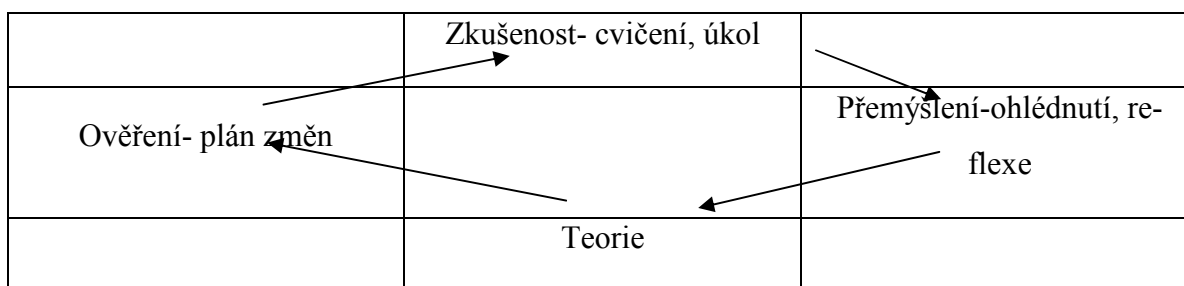 Zkušenost- cvičení, úkol
Ověření- plán změn
Přemýšlení-ohlédnutí, re-
flexe
Teorie